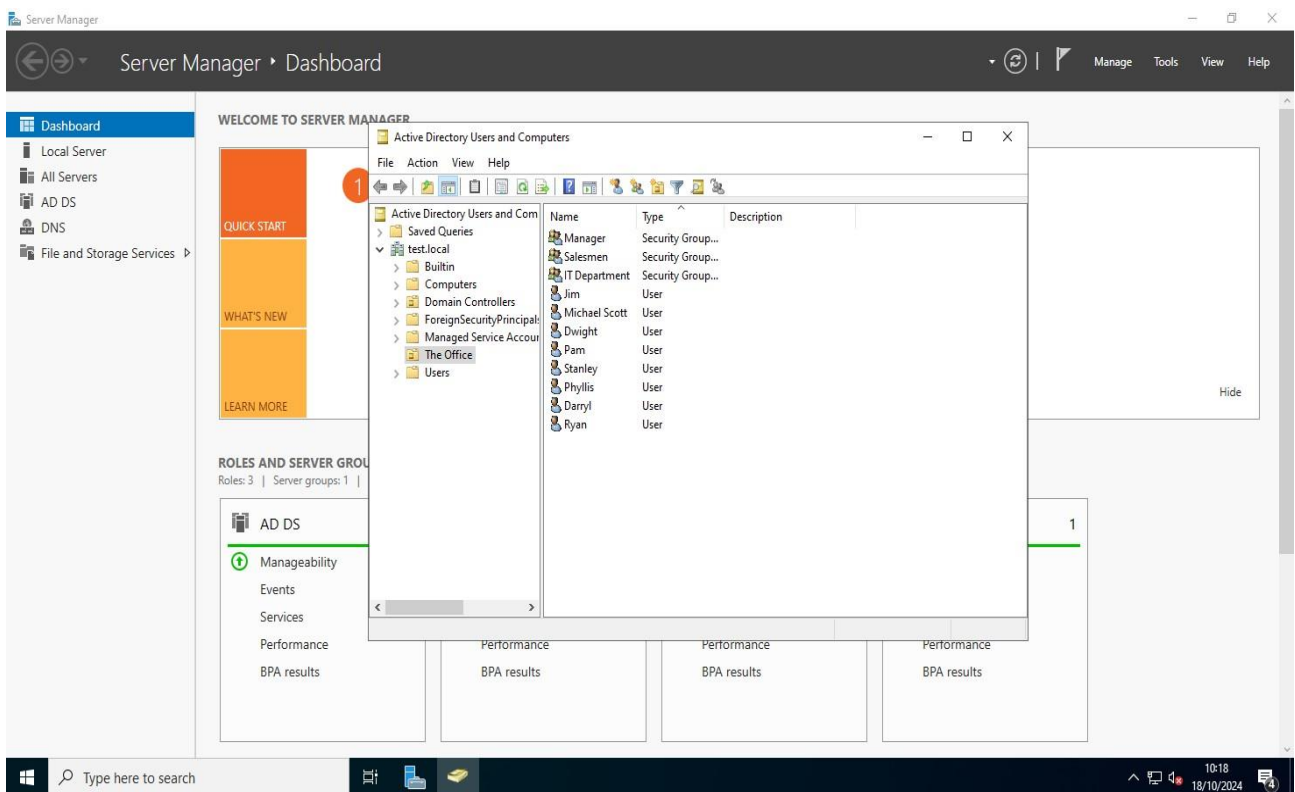 Server Manager
Server Manager • Dashboard
Manage Tools View Help
Dashboard
Local Server
All Servers
AD DS
DNS
File and Storage Services
WELCOME TO SERVER MANAGER
QUICK START
WHAT'S NEW
LEARN MORE
1
Hide
Active Directory Users and Computers
File Action View Help
Active Directory Users and Com
Saved Queries
test.local
Builtin
Computers
Domain Controllers
ForeignSecurityPrincipals
Managed Service Accour
The Office
Users
Name Type Description
Manager Security Group...
Salesmen Security Group...
IT Department Security Group...
Jim User
Michael Scott User
Dwight User
Pam User
Stanley User
Phyllis User
Darryl User
Ryan User
ROLES AND SERVER GROU
Roles: 3 | Server groups: 1 |
AD DS
Manageability
Events
Services
Performance
BPA results
Performance
BPA results
Performance
BPA results
1
Performance
BPA results
Type here to search
10:18
18/10/2024
4